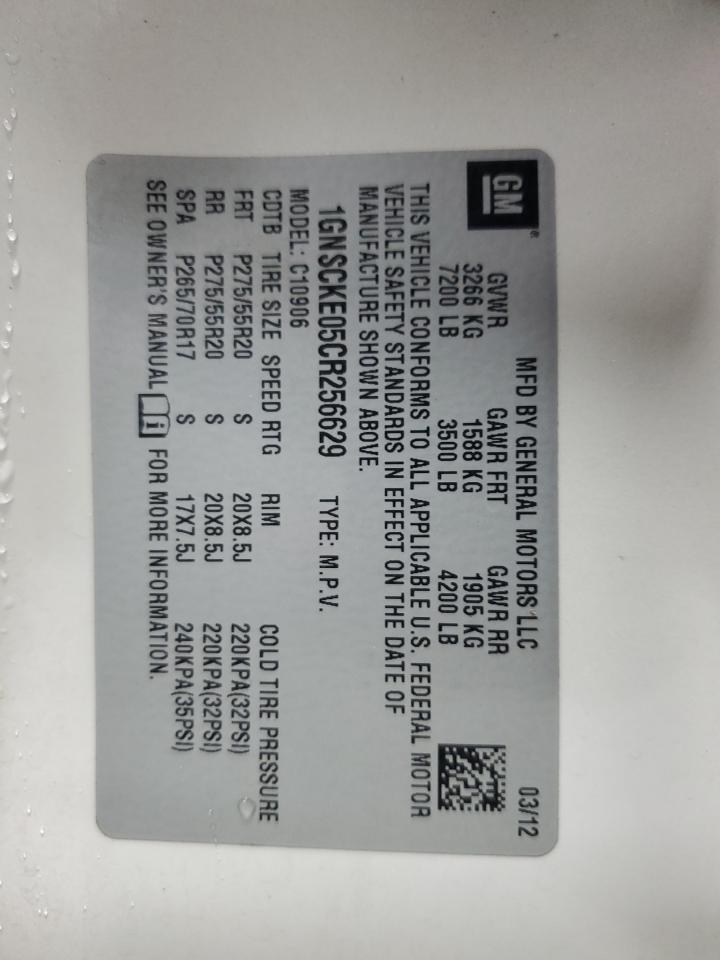 GM®
MFD BY GENERAL MOTORS LLC 03/12
GVWR GAWR FRT GAWR RR
3266 KG 1588 KG 1905 KG
7200 LB 3500 LB 4200 LB
THIS VEHICLE CONFORMS TO ALL APPLICABLE U.S. FEDERAL MOTOR
VEHICLE SAFETY STANDARDS IN EFFECT ON THE DATE OF
MANUFACTURE SHOWN ABOVE.
1GNSCKE05CR256629 TYPE: M.P.V.
MODEL: C10906
CDTB TIRE SIZE SPEED RTG RIM COLD TIRE PRESSURE
FRT P275/55R20 S 20X8.5J 220KPA(32PSI)
RR P275/55R20 S 20X8.5J 220KPA(32PSI)
SPA P265/70R17 S 17X7.5J 240KPA(35PSI)
SEE OWNER'S MANUAL i FOR MORE INFORMATION.